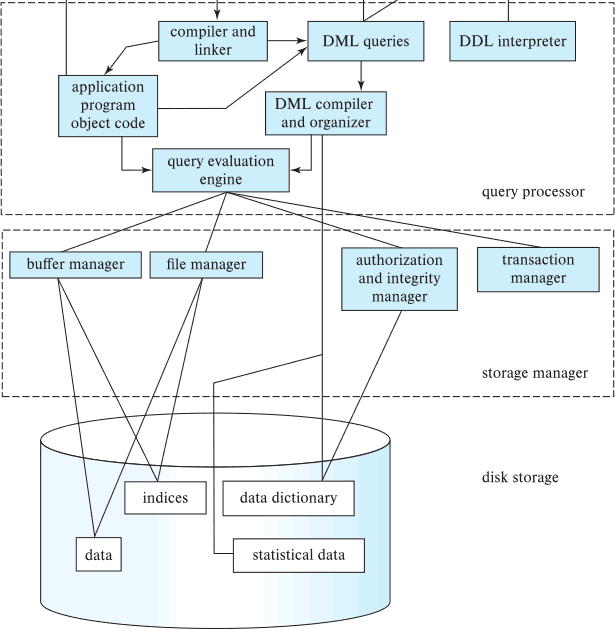 compiler and
linker
DML queries
DDL interpreter
application
program
object code
DML compiler
and organizer
query evaluation
engine
query processor
buffer manager
file manager
authorization
and integrity
manager
transaction
manager
storage manager
disk storage
indices
data dictionary
data
statistical data